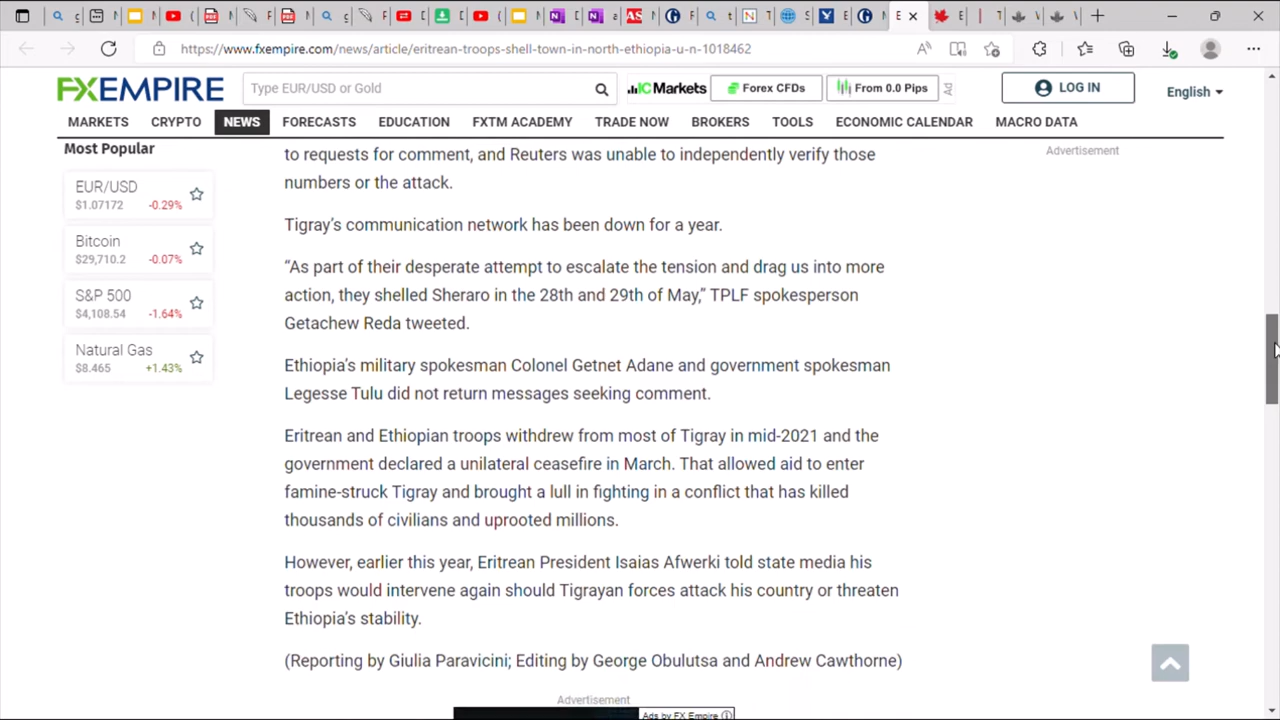 https://www.fxempire.com/news/article/eritrean-troops-shell-town-in-north-ethiopia-u-n-1018462
FXEMPIRE
Type EUR/USD or Gold
IC Markets
Forex CFDs
From 0.0 Pips
Ad
LOG IN
English
MARKETS CRYPTO NEWS FORECASTS EDUCATION FXTM ACADEMY TRADE NOW BROKERS TOOLS ECONOMIC CALENDAR MACRO DATA
Most Popular
EUR/USD
$1.07172 -0.29%
Bitcoin
$29,710.2 -0.07%
S&P 500
$4,108.54 -1.64%
Natural Gas
$8.465 +1.43%
to requests for comment, and Reuters was unable to independently verify those
numbers or the attack.
Tigray's communication network has been down for a year.
“As part of their desperate attempt to escalate the tension and drag us into more
action, they shelled Sheraro in the 28th and 29th of May,” TPLF spokesperson
Getachew Reda tweeted.
Ethiopia's military spokesman Colonel Getnet Adane and government spokesman
Legesse Tulu did not return messages seeking comment.
Eritrean and Ethiopian troops withdrew from most of Tigray in mid-2021 and the
government declared a unilateral ceasefire in March. That allowed aid to enter
famine-struck Tigray and brought a lull in fighting in a conflict that has killed
thousands of civilians and uprooted millions.
However, earlier this year, Eritrean President Isaias Afwerki told state media his
troops would intervene again should Tigrayan forces attack his country or threaten
Ethiopia's stability.
(Reporting by Giulia Paravicini; Editing by George Obulutsa and Andrew Cawthorne)
Advertisement
Ads by FX Empire
Advertisement